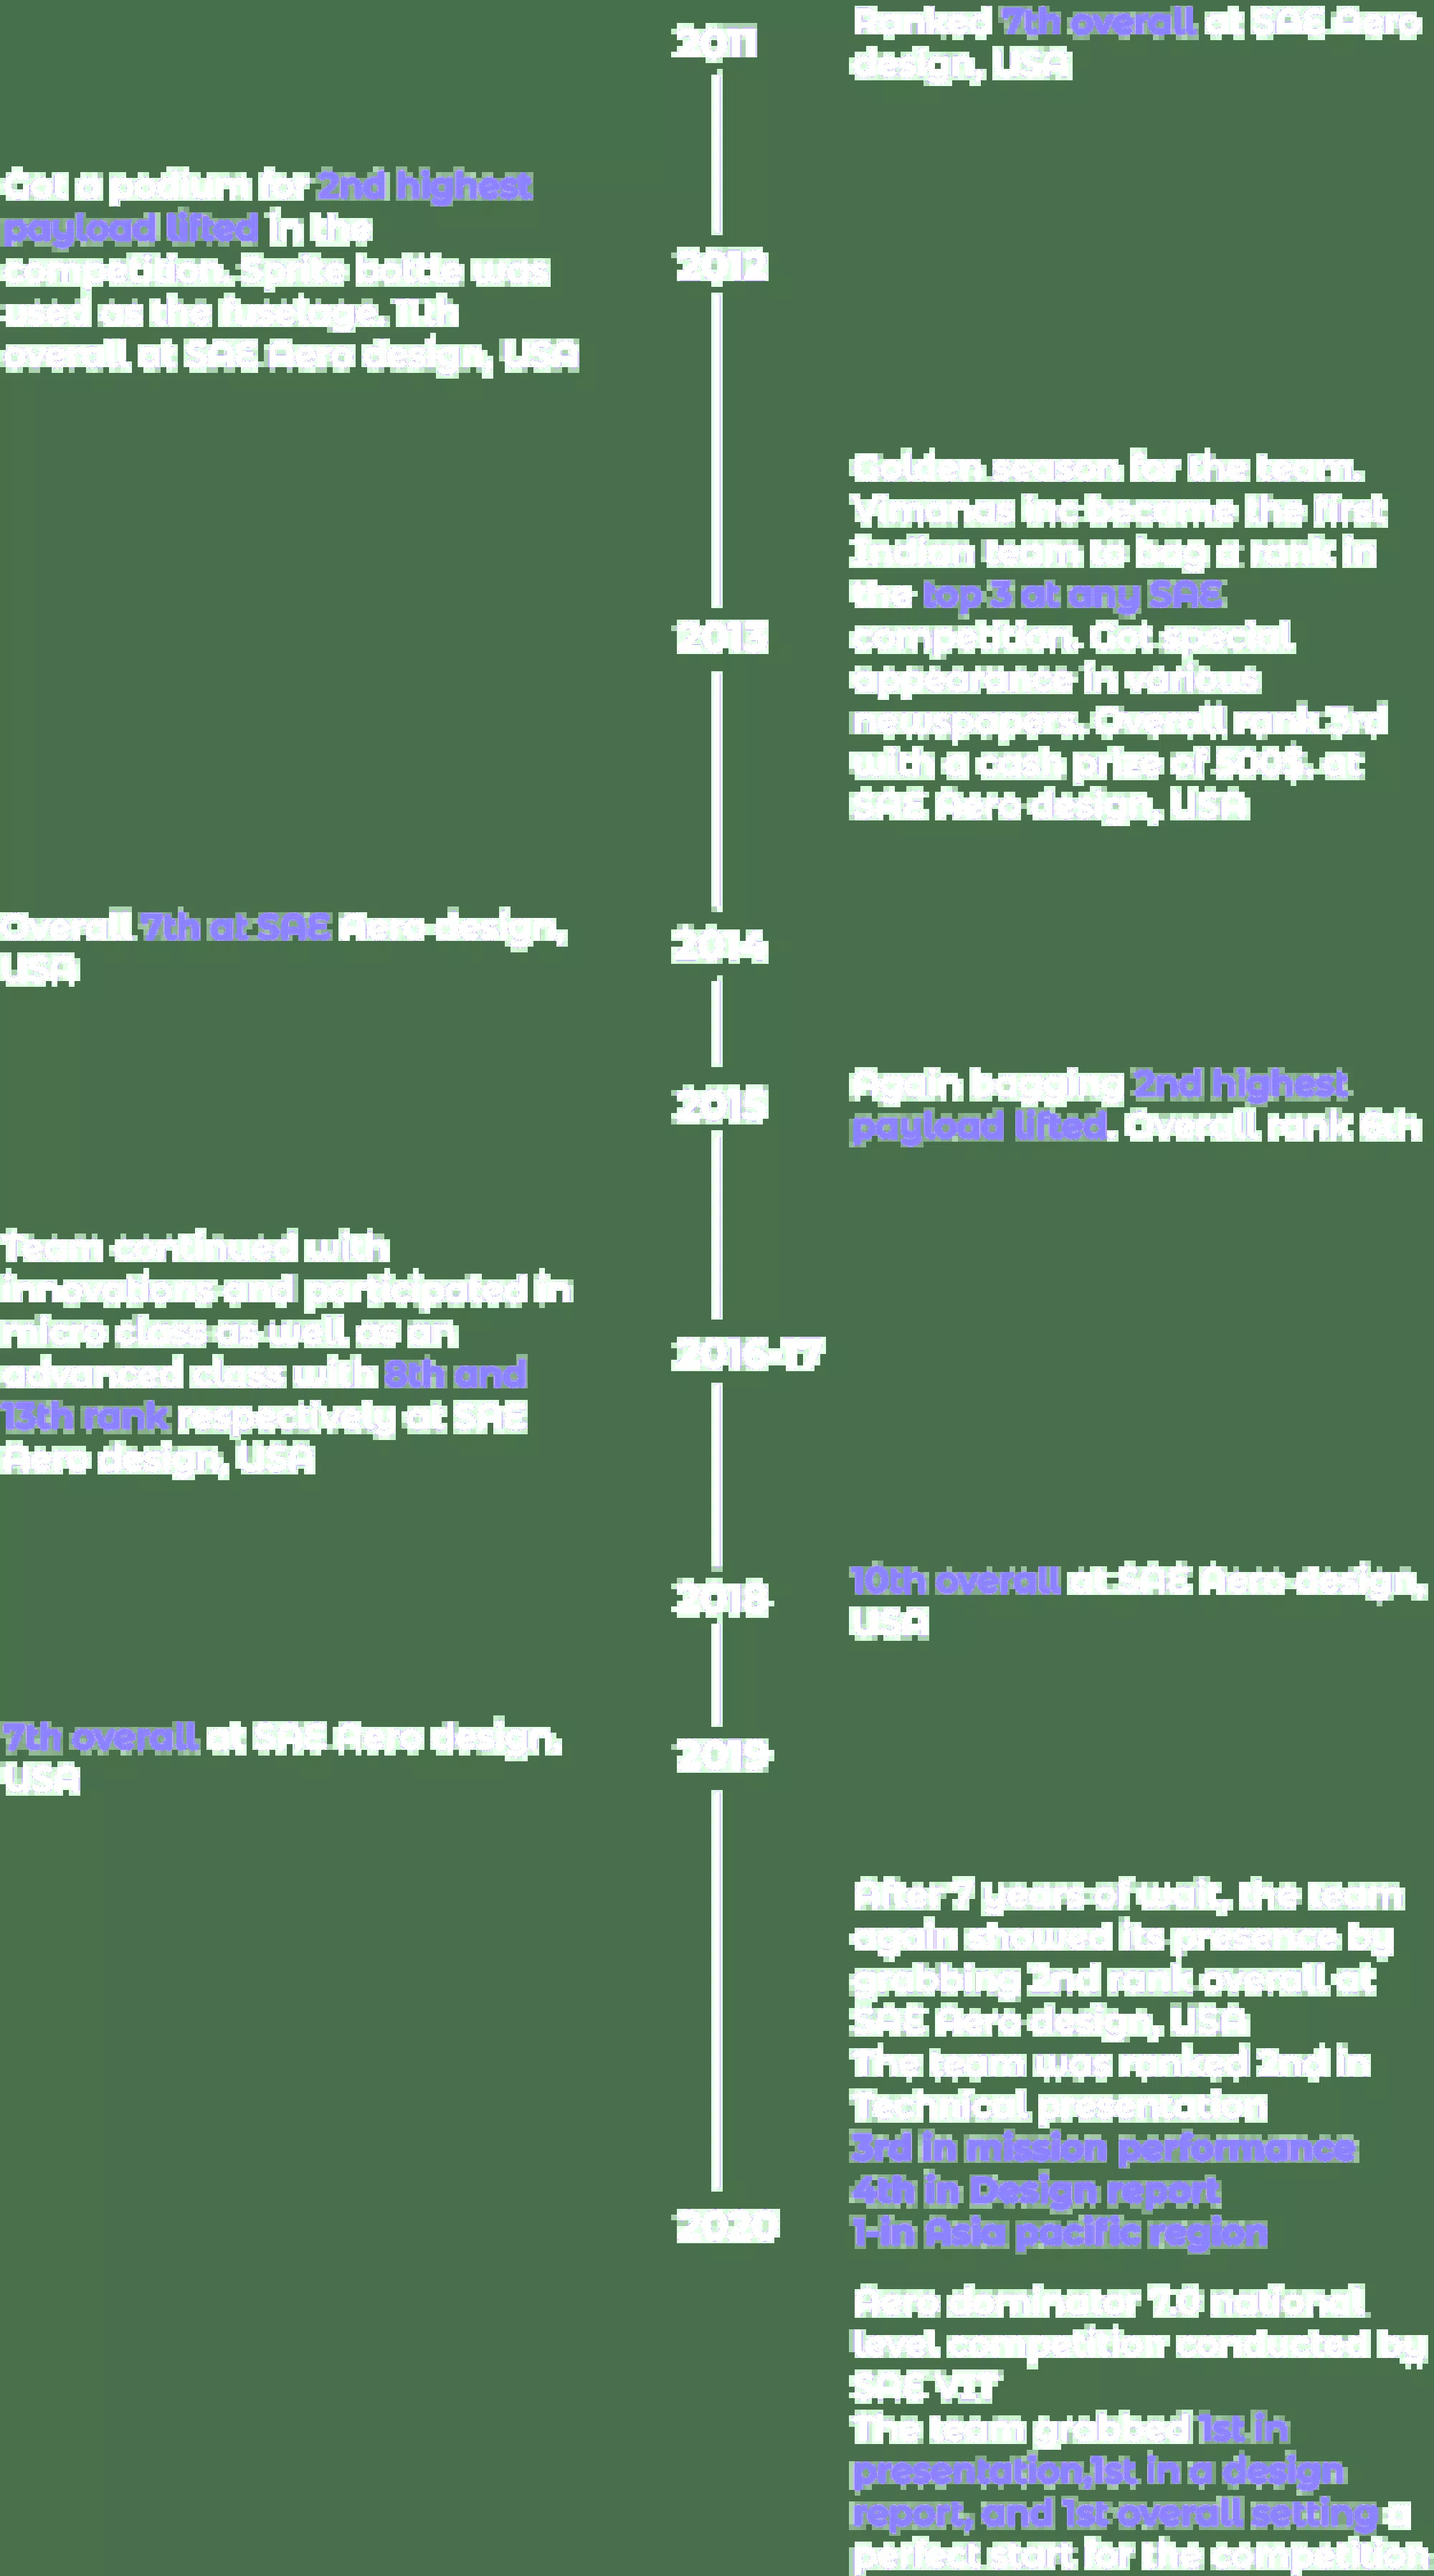 2011
Ranked 7th overall at SAE Aero
design, USA
Got a podium for 2nd highest
payload lifted in the
competition. Sprite bottle was
used as the fuselage. 11th
overall at SAE Aero design, USA
2012
Golden season for the team.
Vimanas Inc became the first
Indian team to bag a rank in
the top 3 at any SAE
competition. Got special
appearance in various
newspapers. Overall rank 3rd
with a cash prize of at
SAE Aero design, USA
2013
Overall 7th at SAE Aero design,
USA
2014
2015
Again bagging 2nd highest
payload lifted. Overall rank 6th
Team continued with
innovations and participated in
micro class as well as an
advanced class with 8th and
13th rank respectively at SAE
Aero design, USA
2016-17
2018
10th overall at SAE Aero design,
USA
7th overall at SAE Aero design,
USA
2019
After 7 years of wait, the team
again showed its presence by
grabbing 2nd rank overall at
SAE Aero design, USA
The team was ranked 2nd in
Technical presentation
3rd in mission performance
4th in Design report
1-in Asia pacific region
2020
Aero dominator national
level competition conducted by
SAE VIT
The team grabbed 1st in
presentation,1st in a design
report, and 1st overall setting a
perfect start for the competition